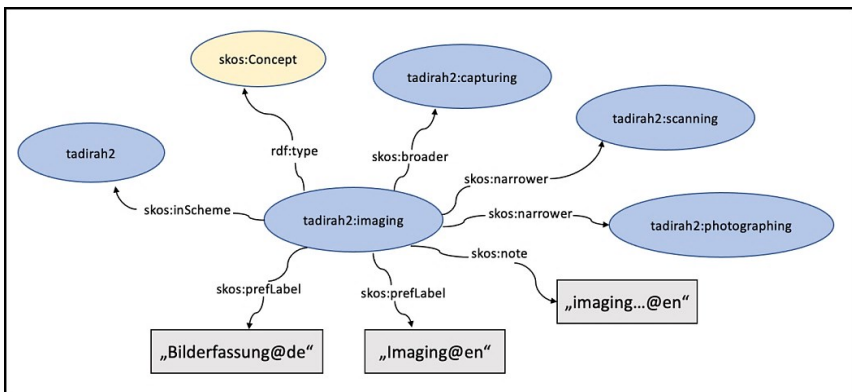 skos:Concept
tadirah2:capturing
tadirah2:scanning
tadirah2
rdf:type
skos:broader
skos:narrower
skos:inScheme
tadirah2:imaging
skos:narrower
tadirah2:photographing
skos:note
skos:prefLabel
skos:prefLabel
„imaging...@en“
„Bilderfassung@de“
„Imaging@en“